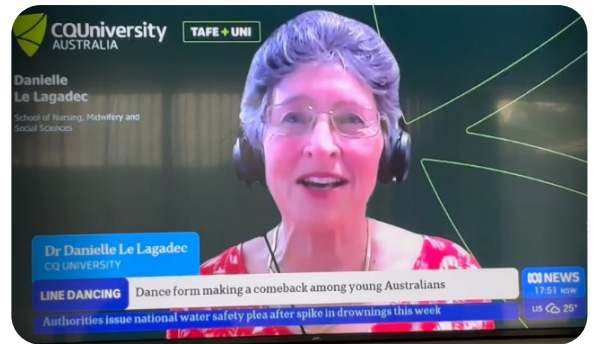 CQUniversity
AUSTRALIA
TAFE + UNI
Danielle
Le Lagadec
School of Nursing, Midwifery and
Social Sciences
Dr Danielle Le Lagadec
CQ UNIVERSITY
LINE DANCING Dance form making a comeback among young Australians
Authorities issue national water safety plea after spike in drownings this week
NEWS
17:51 NSW
LIS 25°